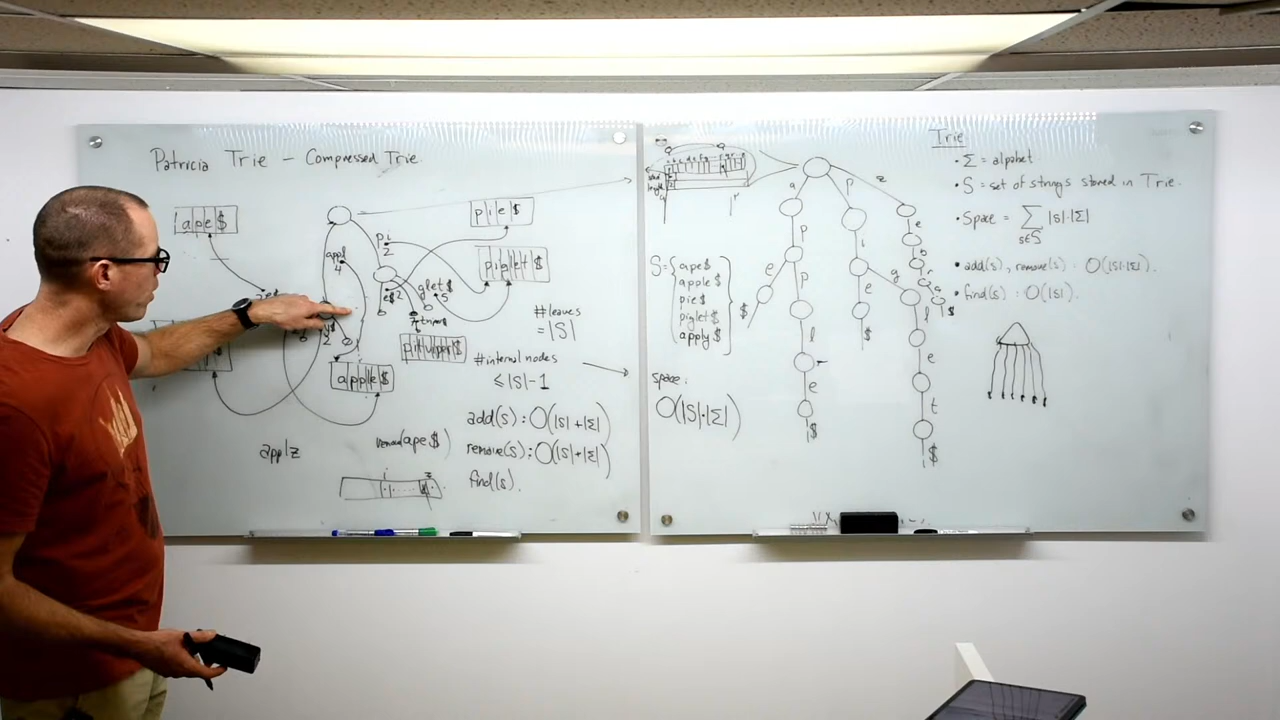 Patricia Trie – Compressed Trie.
a p e $
p i e $
pi
2
appl
4
p i g l e t $
e$
2
glet$
5
a p p l e $
# leaves
= |S|
# internal nodes
≤ |S| - 1
add(s) : O(|s| + |Σ|)
remove(s) : O(|s| + |Σ|)
find(s).
applz
remove(ape$)
i
z
a
p
z
p
e
p
i
e
b
r
a
$
p
e
g
$
l
$
l
e
e
t
$
$
S = { ape$
apple$
pie$
piglet$
apply$ }
space:
O(|S|·|Σ|)
Trie
• Σ = alphabet
• S = set of strings stored in Trie.
• Space = Σ |s|·|Σ|
s∈S
• add(s), remove(s) : O(|s|·|Σ|).
• find(s) : O(|s|).